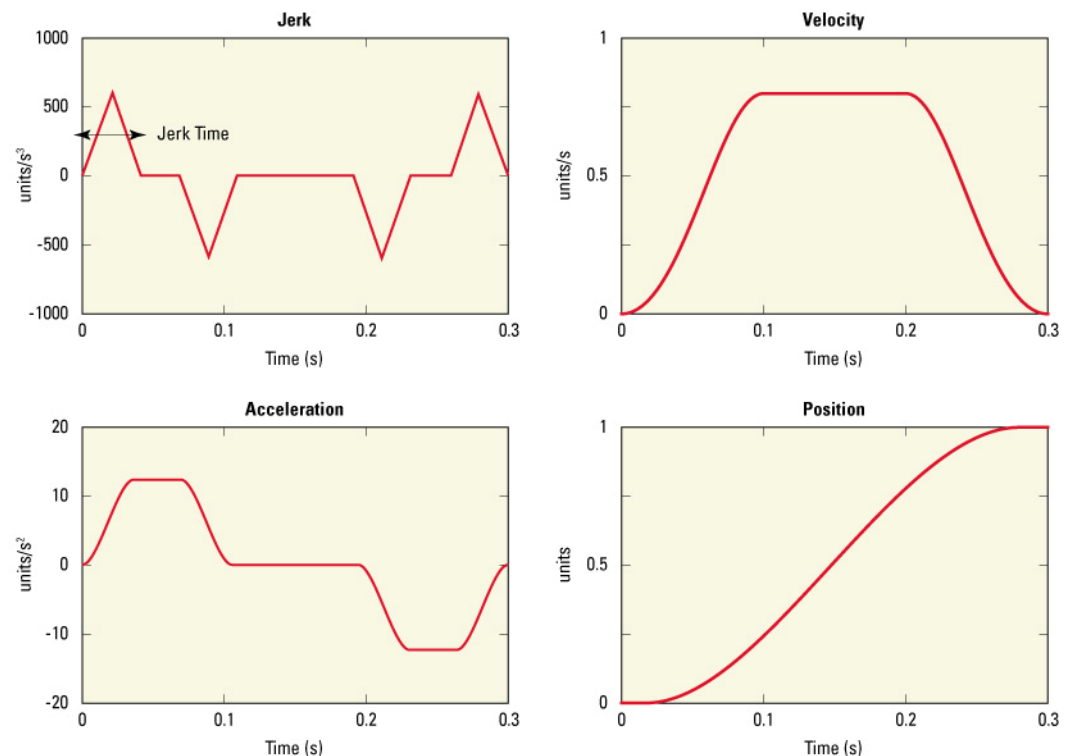 Jerk
1000
500
0
-500
-1000
units/s³
Jerk Time
0 0.1 0.2 0.3
Time (s)
Velocity
1
0.5
0
units/s
0 0.1 0.2 0.3
Time (s)
Acceleration
20
10
0
-10
-20
units/s²
0 0.1 0.2 0.3
Time (s)
Position
1
0.5
0
units
0 0.1 0.2 0.3
Time (s)